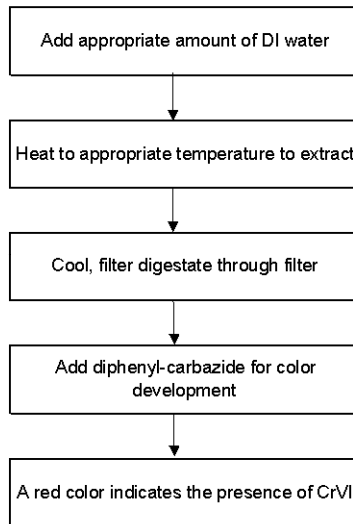 Add appropriate amount of DI water
Heat to appropriate temperature to extract
Cool, filter digestate through filter
Add diphenyl-carbazide for color
development
A red color indicates the presence of CrVI